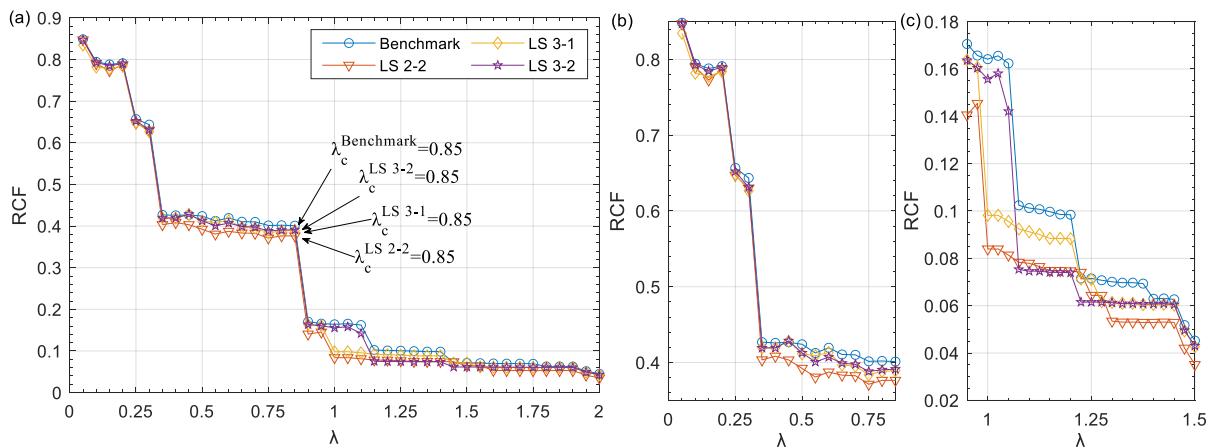 (a)
RCF
0.9
0.8
0.7
0.6
0.5
0.4
0.3
0.2
0.1
0
Benchmark
LS 3-1
LS 2-2
LS 3-2
λcBenchmark=0.85
λcLS 3-2=0.85
λcLS 3-1=0.85
λcLS 2-2=0.85
0 0.25 0.5 0.75 1 1.25 1.5 1.75 2
λ
(b)
RCF
0.8
0.7
0.6
0.5
0.4
0 0.25 0.5 0.75
λ
(c)
RCF
0.18
0.16
0.14
0.12
0.1
0.08
0.06
0.04
0.02
1 1.25 1.5
λ